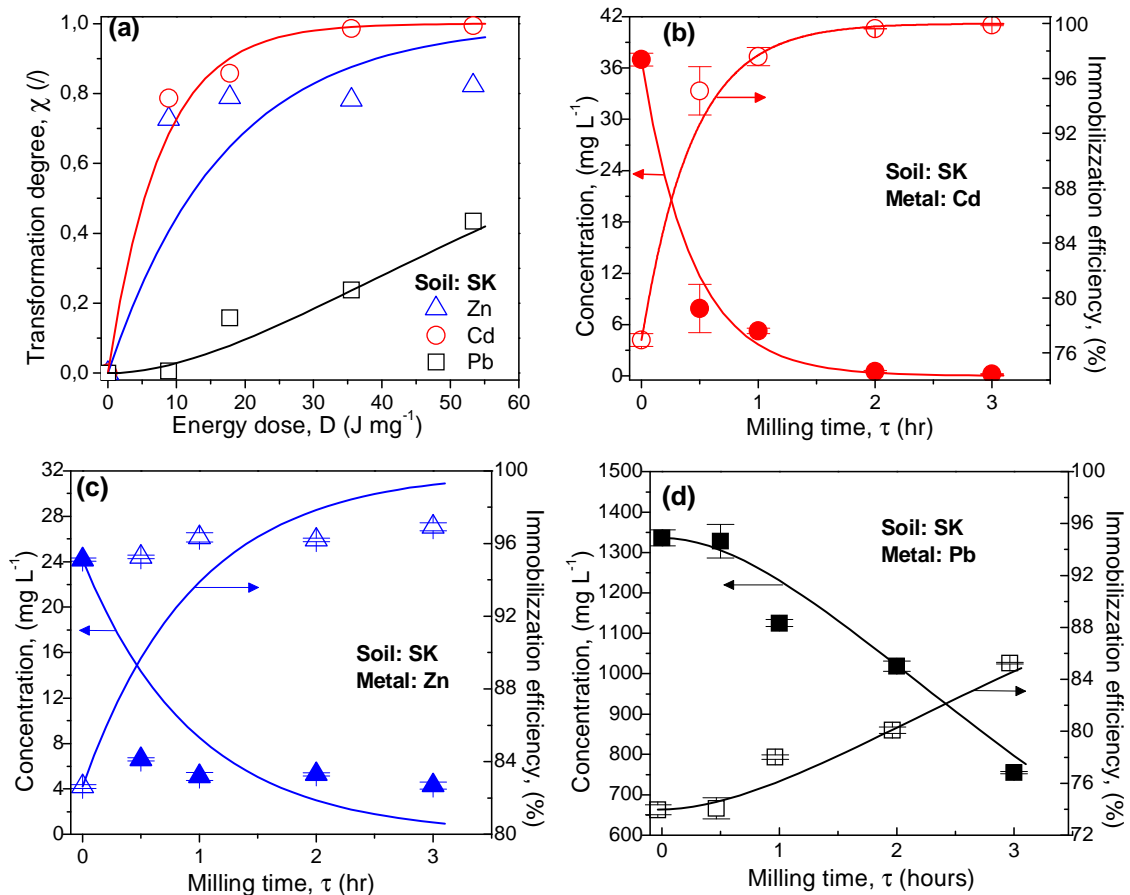 (a)
1,0
0,8
0,6
0,4
0,2
0,0
Transformation degree, χ (/)
Soil: SK
Zn
Cd
Pb
0 10 20 30 40 50 60
Energy dose, D (J mg⁻¹)
(b)
42
36
30
24
18
12
6
0
Concentration, (mg L⁻¹)
Soil: SK
Metal: Cd
100
96
92
88
84
80
76
Immobilizzation efficiency, (%)
0 1 2 3
Milling time, τ (hr)
(c)
32
28
24
20
16
12
8
4
0
Concentration, (mg L⁻¹)
Soil: SK
Metal: Zn
100
96
92
88
84
80
Immobilizzation efficiency, (%)
0 1 2 3
Milling time, τ (hr)
(d)
1500
1400
1300
1200
1100
1000
900
800
700
600
Concentration, (mg L⁻¹)
Soil: SK
Metal: Pb
100
96
92
88
84
80
76
72
Immobilizzation efficiency, (%)
0 1 2 3
Milling time, τ (hours)